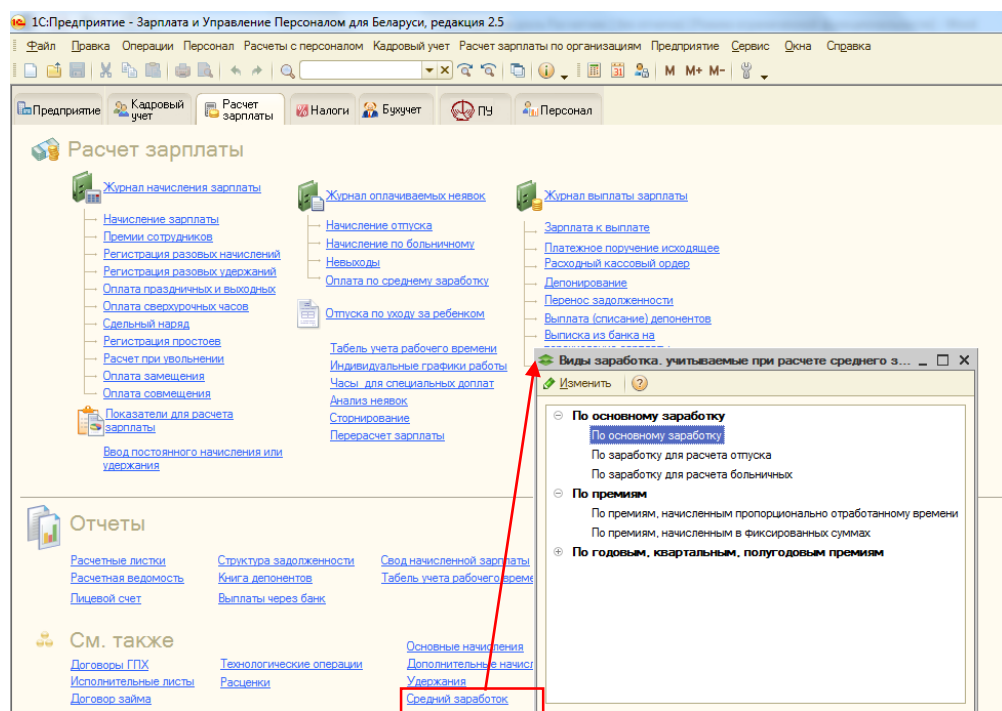 1С:Предприятие - Зарплата и Управление Персоналом для Беларуси, редакция 2.5
Файл Правка Операции Персонал Расчеты с персоналом Кадровый учет Расчет зарплаты по организациям Предприятие Сервис Окна Справка
M M+ M-
Предприятие Кадровый учет Расчет зарплаты Налоги Бухучет ПУ Персонал
Расчет зарплаты
Журнал начисления зарплаты
Начисление зарплаты
Премии сотрудников
Регистрация разовых начислений
Регистрация разовых удержаний
Оплата праздничных и выходных
Оплата сверхурочных часов
Сдельный наряд
Регистрация простоев
Расчет при увольнении
Оплата замещения
Оплата совмещения
Показатели для расчета
зарплаты
Ввод постоянного начисления или
удержания
Журнал оплачиваемых неявок
Начисление отпуска
Начисление по больничному
Невыходы
Оплата по среднему заработку
Отпуска по уходу за ребенком
Табель учета рабочего времени
Индивидуальные графики работы
Часы для специальных доплат
Анализ неявок
Сторнирование
Перерасчет зарплаты
Журнал выплаты зарплаты
Зарплата к выплате
Платежное поручение исходящее
Расходный кассовый ордер
Депонирование
Перенос задолженности
Выплата (списание) депонентов
Выписка из банка на
Виды заработка. учитываемые при расчете среднего з...
Изменить
По основному заработку
По основному заработку
По заработку для расчета отпуска
По заработку для расчета больничных
По премиям
По премиям, начисленным пропорционально отработанному времени
По премиям, начисленным в фиксированных суммах
По годовым, квартальным, полугодовым премиям
Отчеты
Расчетные листки
Расчетная ведомость
Лицевой счет
Структура задолженности
Книга депонентов
Выплаты через банк
Свод начисленной зарплаты
Табель учета рабочего време
См. также
Договоры ГПХ
Исполнительные листы
Договор займа
Технологические операции
Расценки
Основные начисления
Дополнительные начисл
Удержания
Средний заработок